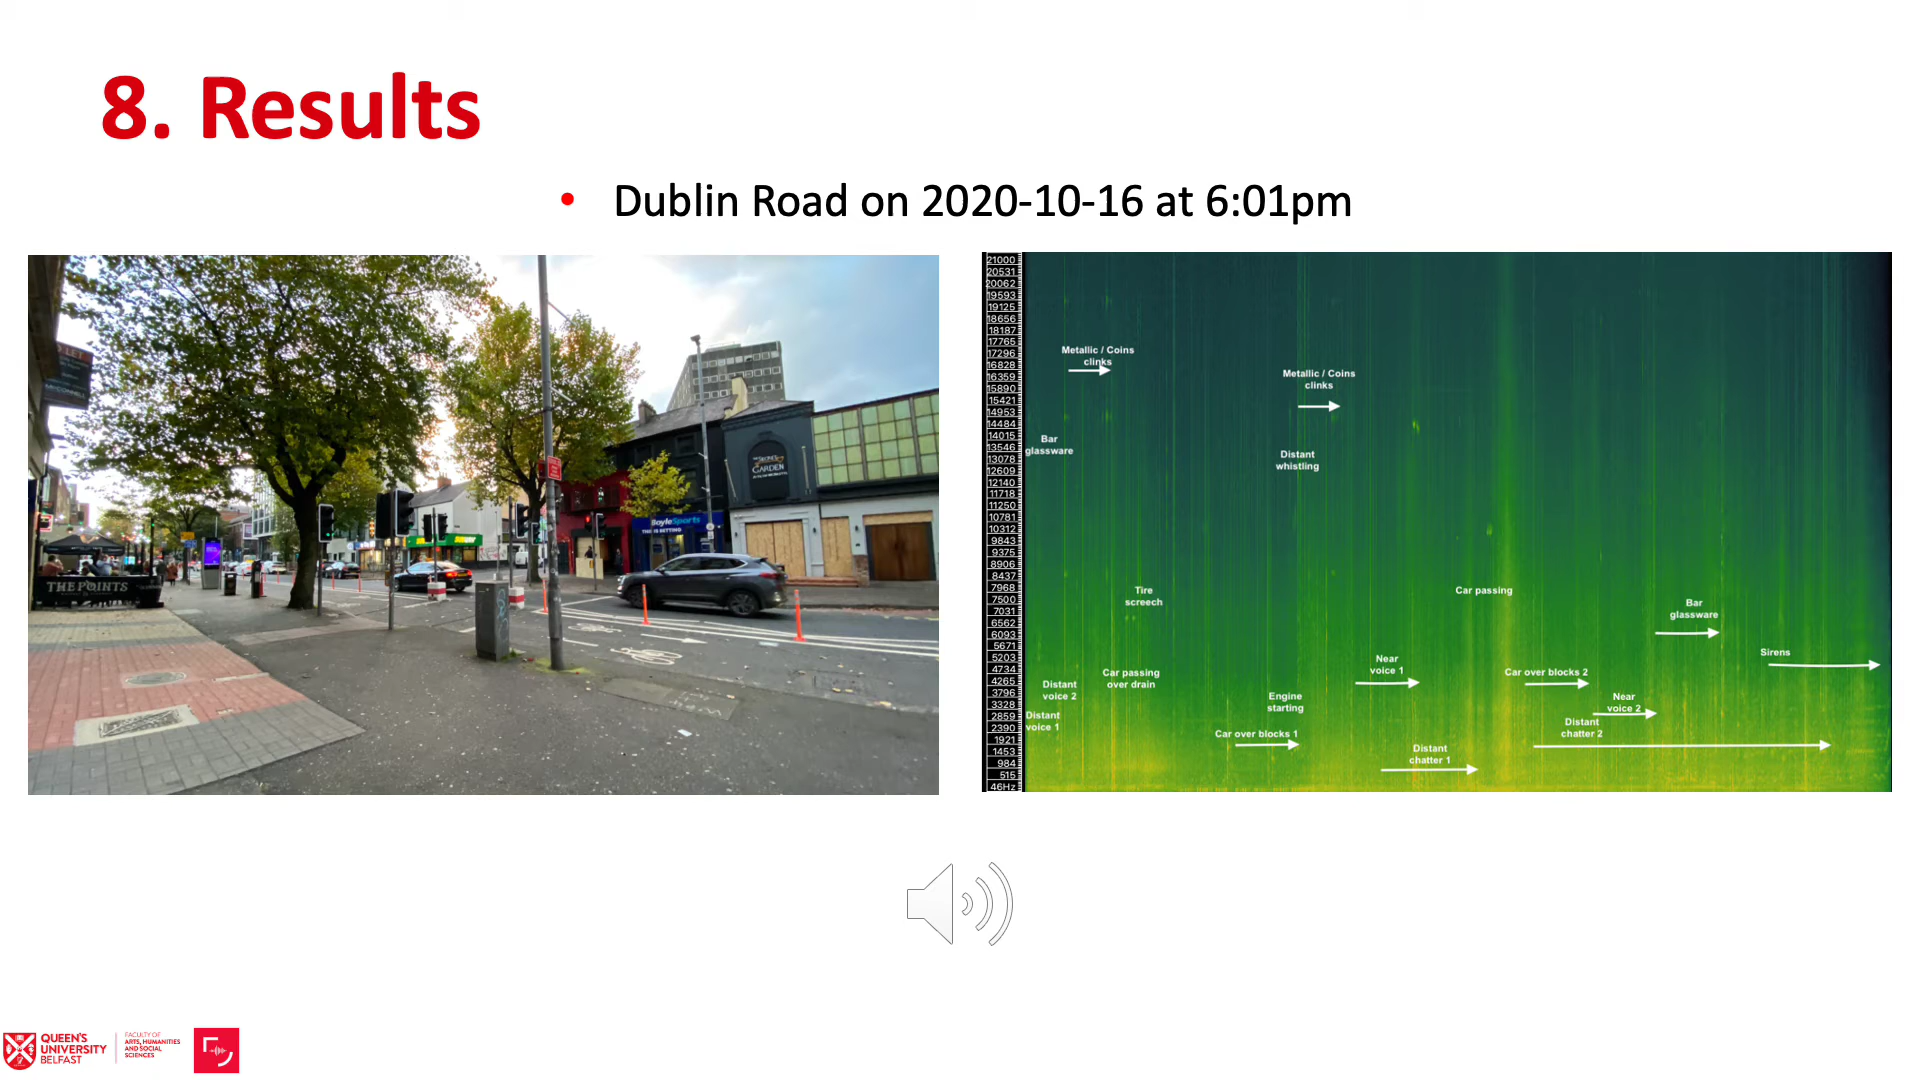 8. Results
• Dublin Road on 2020-10-16 at 6:01pm
THE POINTS
GARDEN
BoyleSports
THIS IS BETTING
21000
20531
20062
19593
19125
18656
18187
17765
17296
16828
16359
15890
15421
14953
14484
14015
13546
13078
12609
12140
11718
11250
10781
10312
9843
9375
8906
8437
7968
7500
7031
6562
6093
5671
5203
4734
4265
3796
3328
2859
2390
1921
1453
984
515
46Hz
Metallic / Coins
clinks
Metallic / Coins
clinks
Bar
glassware
Distant
whistling
Tire
screech
Car passing
Bar
glassware
Sirens
Near
voice 1
Car over blocks 2
Car passing
over drain
Distant
voice 2
Engine
starting
Near
voice 2
Distant
voice 1
Distant
chatter 2
Car over blocks 1
Distant
chatter 1
QUEEN'S
UNIVERSITY
BELFAST
FACULTY OF
ARTS, HUMANITIES
AND SOCIAL
SCIENCES